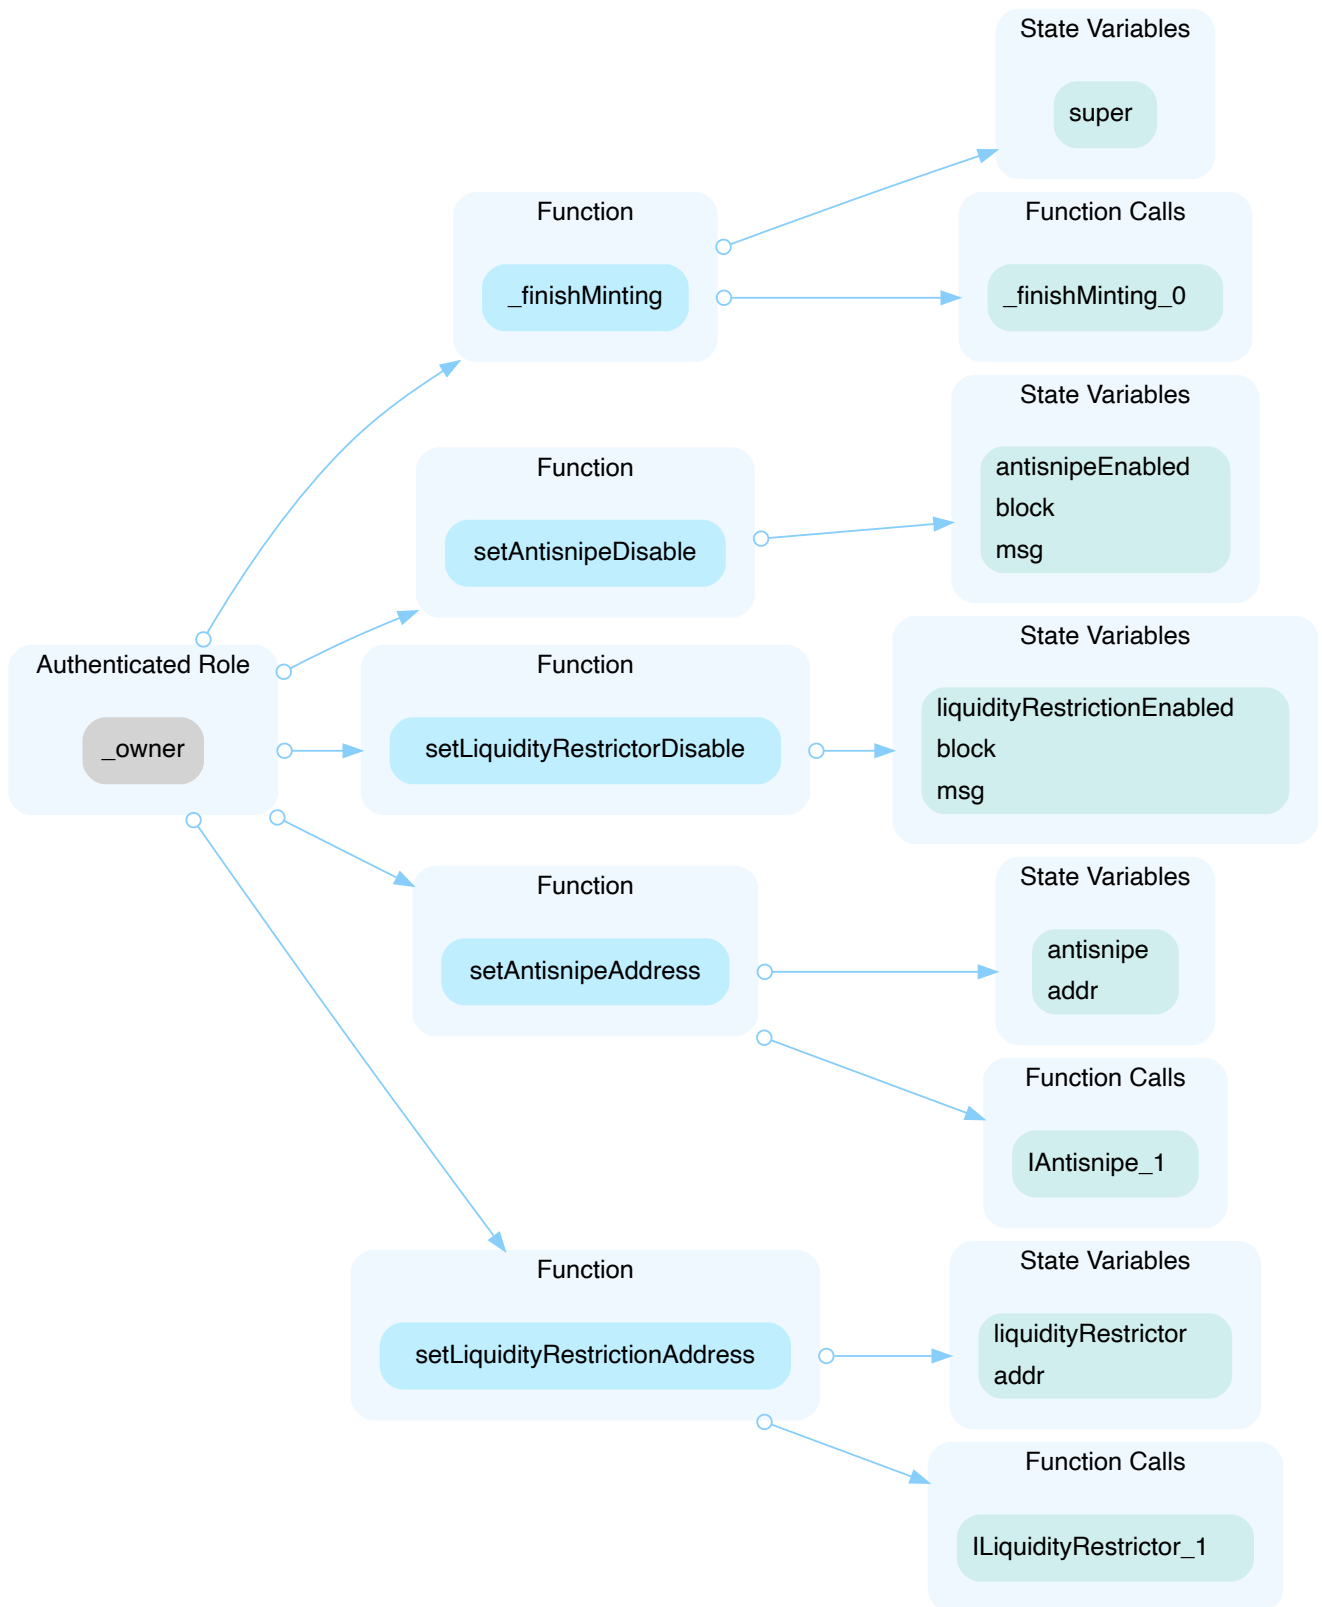 Authenticated Role
_owner
Function
_finishMinting
State Variables
super
Function Calls
_finishMinting_0
Function
setAntisnipeDisable
State Variables
antisnipeEnabled
block
msg
Function
setLiquidityRestrictorDisable
State Variables
liquidityRestrictionEnabled
block
msg
Function
setAntisnipeAddress
State Variables
antisnipe
addr
Function Calls
IAntisnipe_1
Function
setLiquidityRestrictionAddress
State Variables
liquidityRestrictor
addr
Function Calls
ILiquidityRestrictor_1